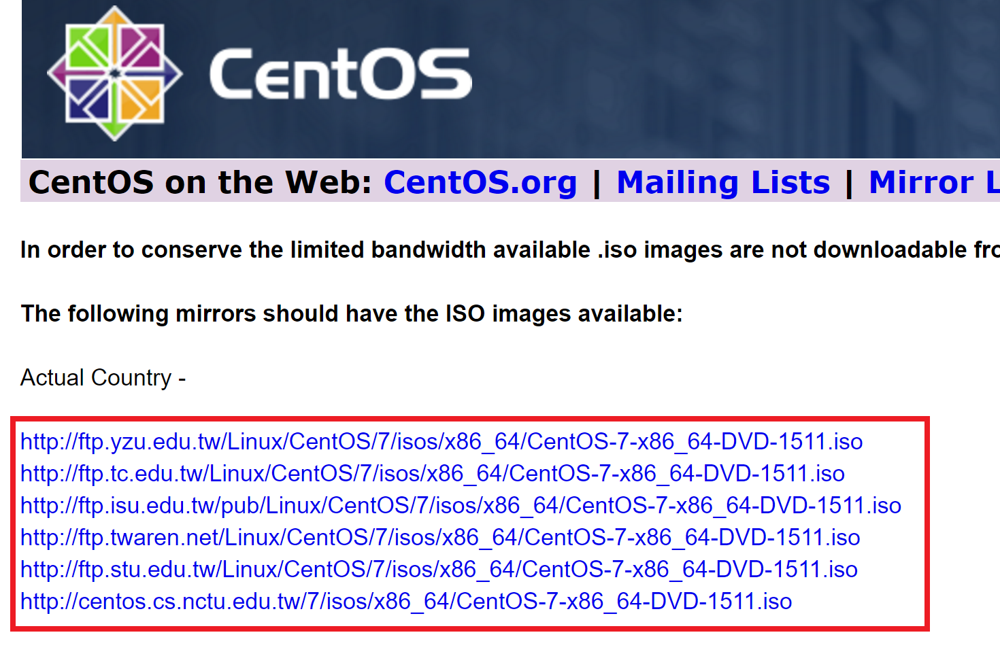 CentOS
CentOS on the Web: CentOS.org | Mailing Lists | Mirror L
In order to conserve the limited bandwidth available .iso images are not downloadable fro
The following mirrors should have the ISO images available:
Actual Country -
http://ftp.yzu.edu.tw/Linux/CentOS/7/isos/x86_64/CentOS-7-x86_64-DVD-1511.iso
http://ftp.tc.edu.tw/Linux/CentOS/7/isos/x86_64/CentOS-7-x86_64-DVD-1511.iso
http://ftp.isu.edu.tw/pub/Linux/CentOS/7/isos/x86_64/CentOS-7-x86_64-DVD-1511.iso
http://ftp.twaren.net/Linux/CentOS/7/isos/x86_64/CentOS-7-x86_64-DVD-1511.iso
http://ftp.stu.edu.tw/Linux/CentOS/7/isos/x86_64/CentOS-7-x86_64-DVD-1511.iso
http://centos.cs.nctu.edu.tw/7/isos/x86_64/CentOS-7-x86_64-DVD-1511.iso